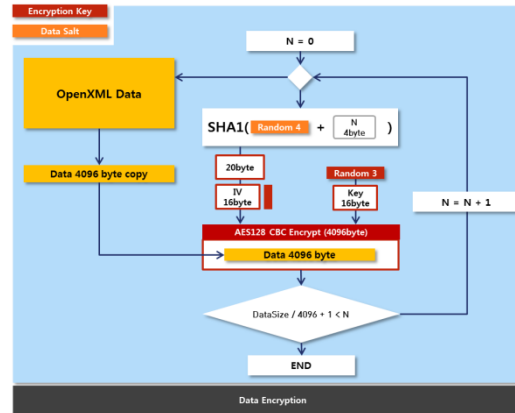 Encryption Key
Data Salt
N = 0
OpenXML Data
SHA1( Random 4 + N 4byte )
Data 4096 byte copy
20byte
IV
16byte
Random 3
Key
16byte
N = N + 1
AES128 CBC Encrypt (4096byte)
Data 4096 byte
DataSize / 4096 + 1 < N
END
Data Encryption